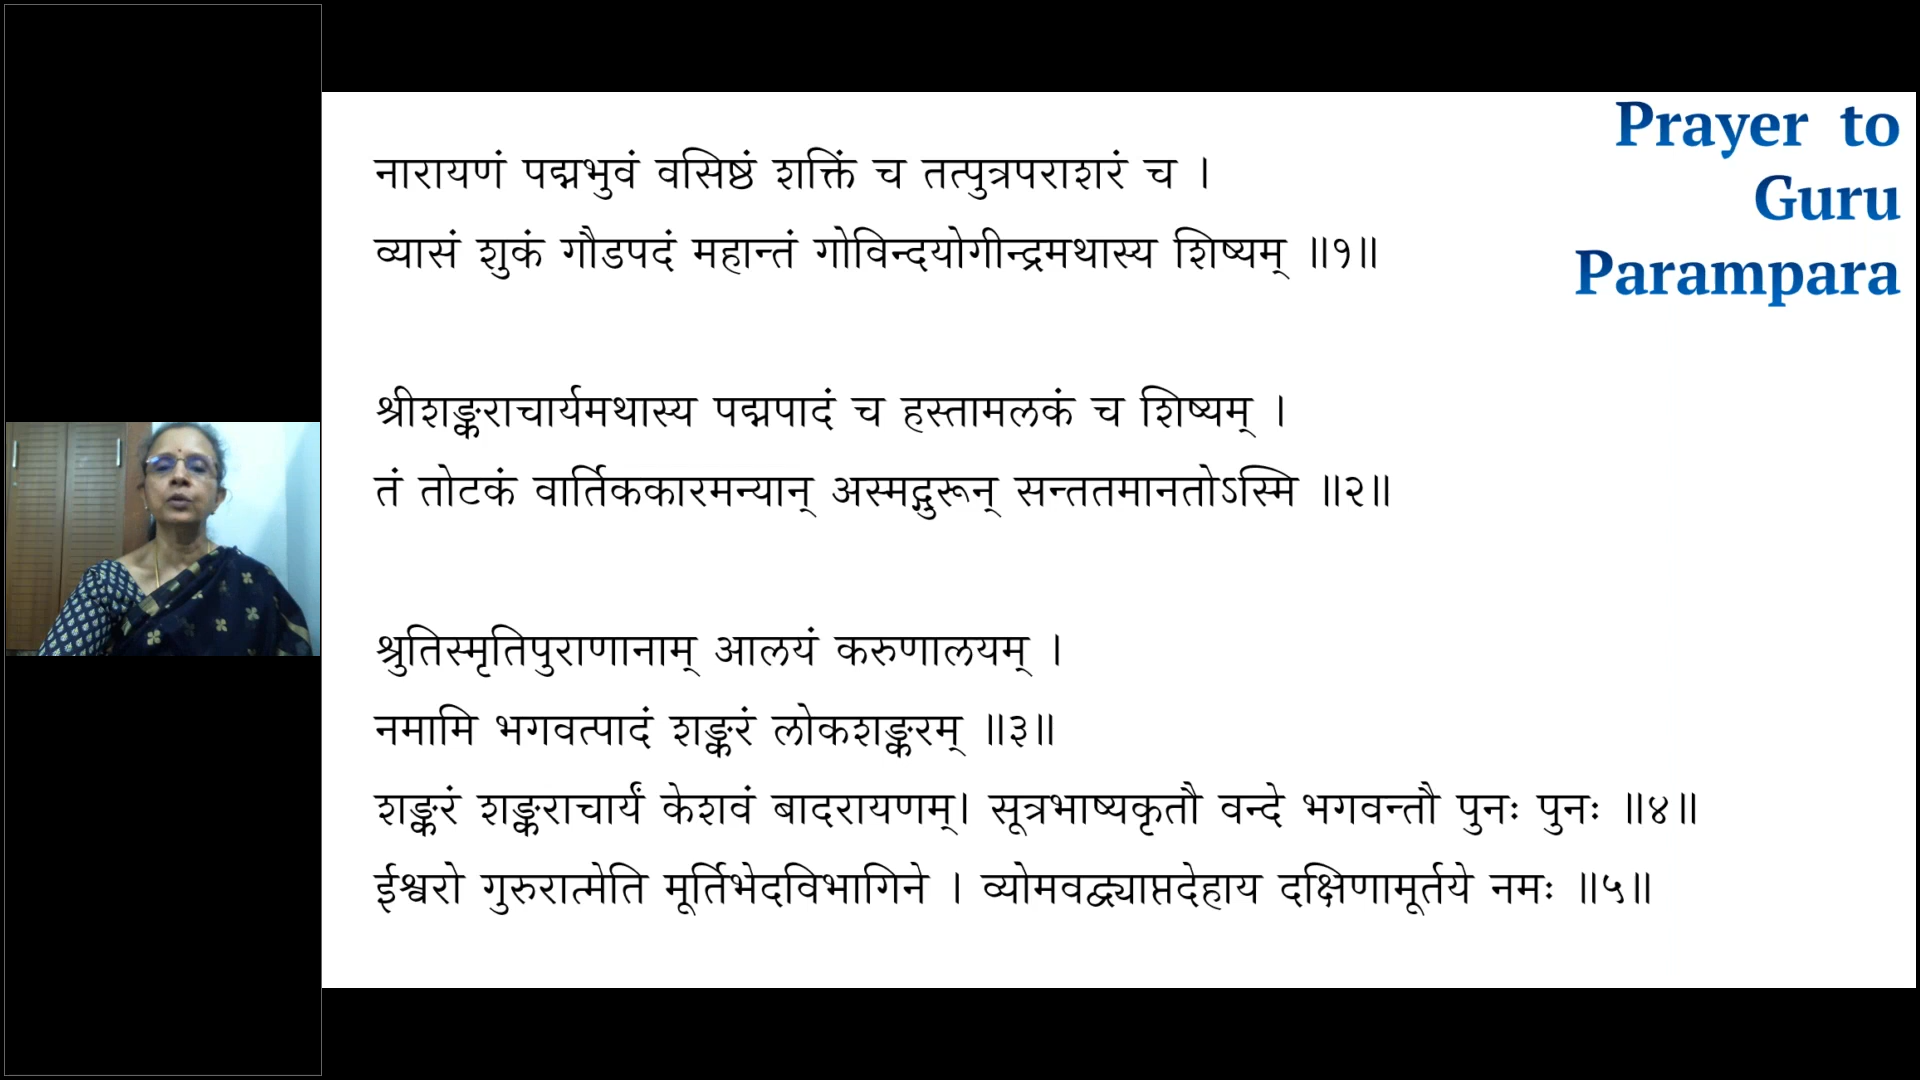 Prayer to
Guru
Parampara
नारायणं पद्मभुवं वसिष्ठं शक्तिं च तत्पुत्रपराशरं च ।
व्यासं शुकं गौडपदं महान्तं गोविन्दयोगीन्द्रमथास्य शिष्यम् ॥१॥
श्रीशङ्कराचार्यमथास्य पद्मपादं च हस्तामलकं च शिष्यम् ।
तं तोटकं वार्तिककारमन्यान् अस्मद्गुरून् सन्ततमानतोऽस्मि ॥२॥
श्रुतिस्मृतिपुराणानाम् आलयं करुणालयम् ।
नमामि भगवत्पादं शङ्करं लोकशङ्करम् ॥३॥
शङ्करं शङ्कराचार्यं केशवं बादरायणम्। सूत्रभाष्यकृतौ वन्दे भगवन्तौ पुनः पुनः ॥४॥
ईश्वरो गुरुरात्मेति मूर्तिभेदविभागिने । व्योमवद्व्याप्तदेहाय दक्षिणामूर्तये नमः ॥५॥